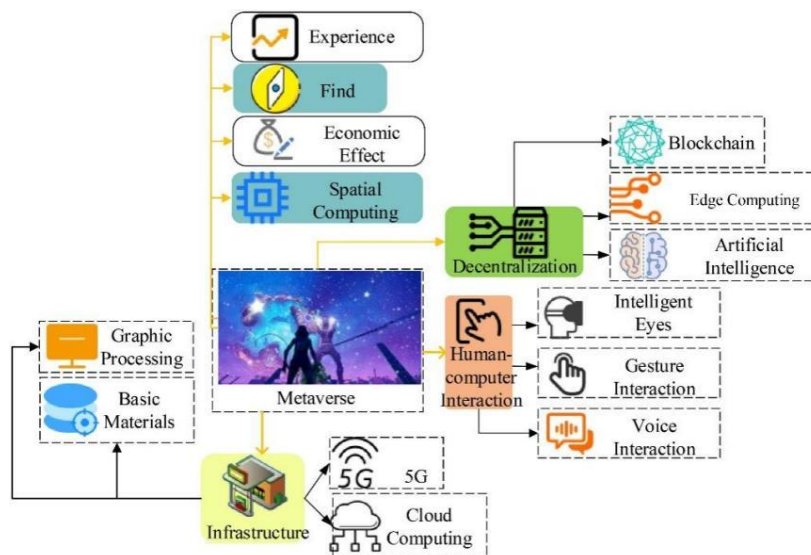 Experience
Find
Economic
Effect
Spatial
Computing
Blockchain
Edge Computing
Artificial
Intelligence
Decentralization
Graphic
Processing
Basic
Materials
Metaverse
Human-
computer
Interaction
Intelligent
Eyes
Gesture
Interaction
Voice
Interaction
Infrastructure
5G 5G
Cloud
Computing